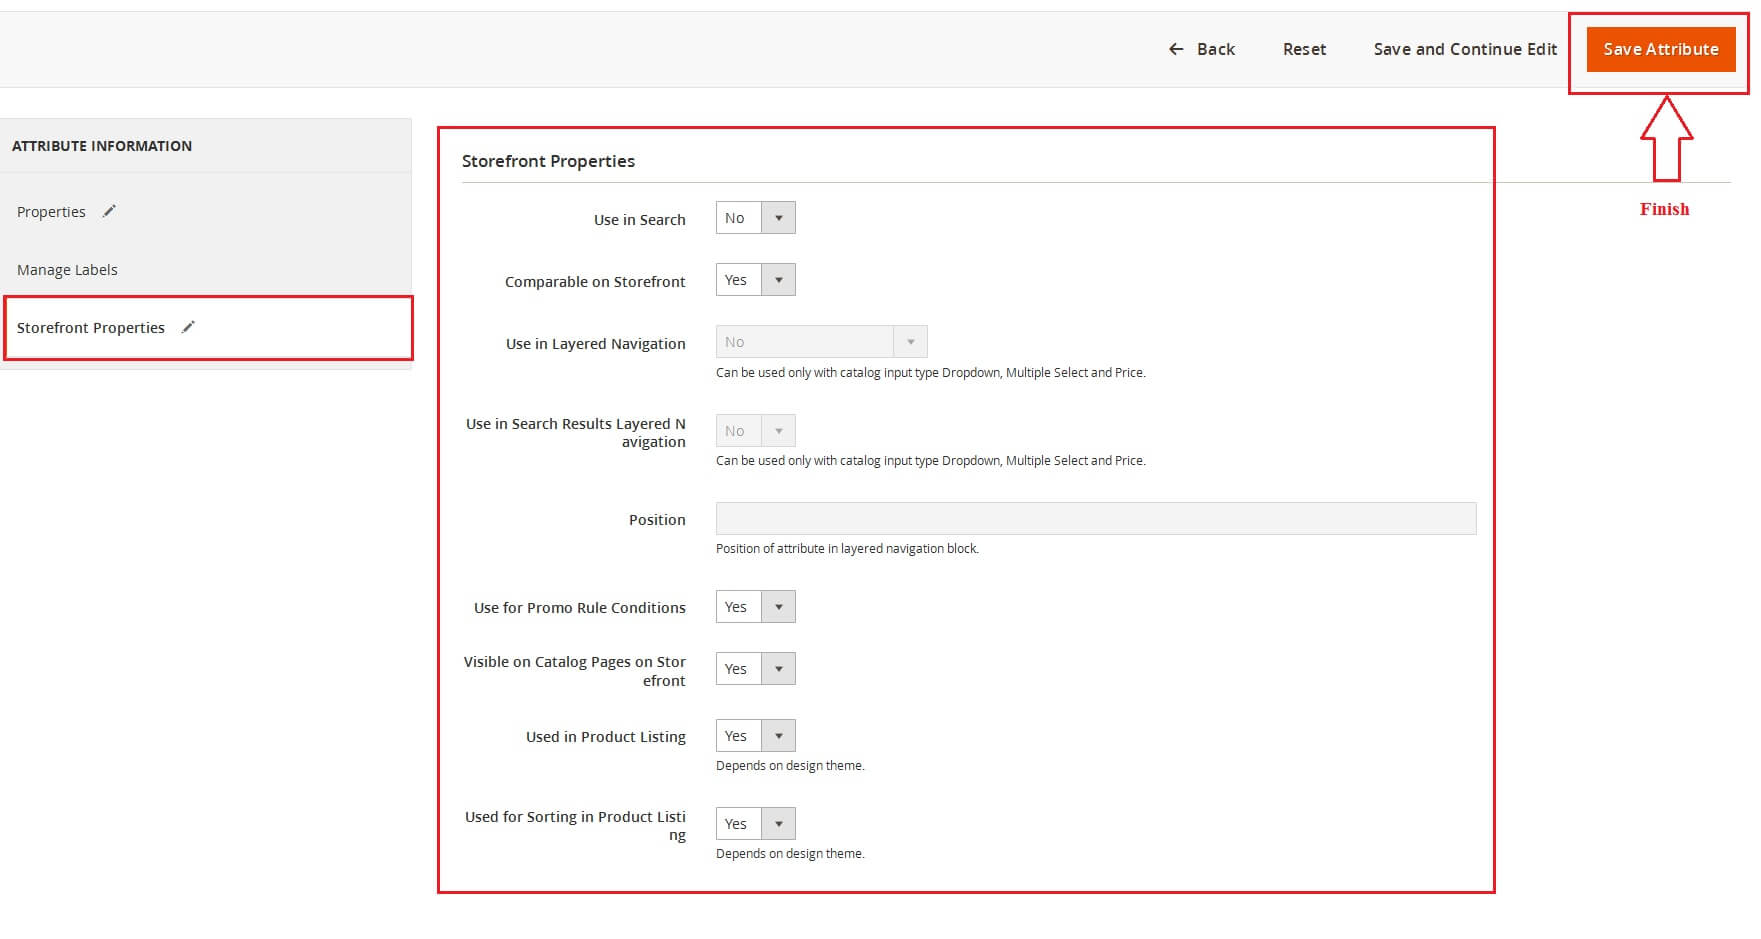 Back
Reset
Save and Continue Edit
Save Attribute
ATTRIBUTE INFORMATION
Properties
Manage Labels
Storefront Properties
Finish
Storefront Properties
Use in Search
No
Comparable on Storefront
Yes
Use in Layered Navigation
No
Can be used only with catalog input type Dropdown, Multiple Select and Price.
Use in Search Results Layered N
avigation
No
Can be used only with catalog input type Dropdown, Multiple Select and Price.
Position
Position of attribute in layered navigation block.
Use for Promo Rule Conditions
Yes
Visible on Catalog Pages on Stor
efront
Yes
Used in Product Listing
Yes
Depends on design theme.
Used for Sorting in Product Listi
ng
Yes
Depends on design theme.